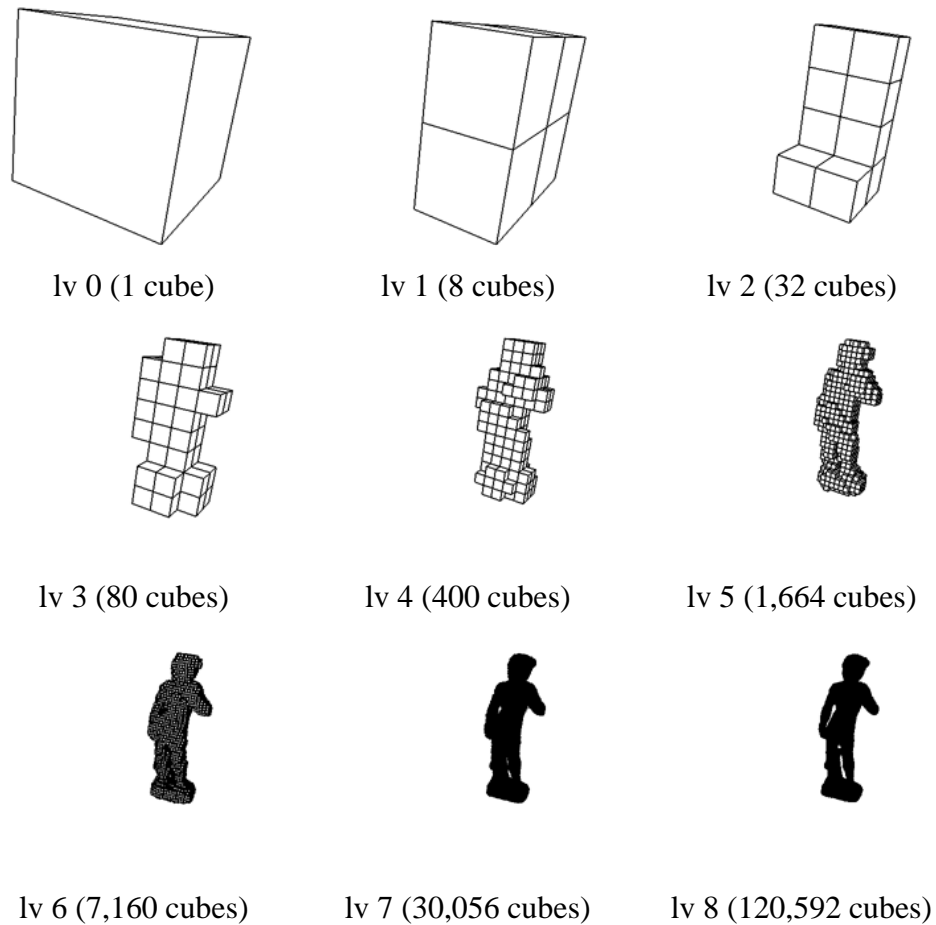 lv 0 (1 cube)
lv 1 (8 cubes)
lv 2 (32 cubes)
lv 3 (80 cubes)
lv 4 (400 cubes)
lv 5 (1,664 cubes)
lv 6 (7,160 cubes)
lv 7 (30,056 cubes)
lv 8 (120,592 cubes)